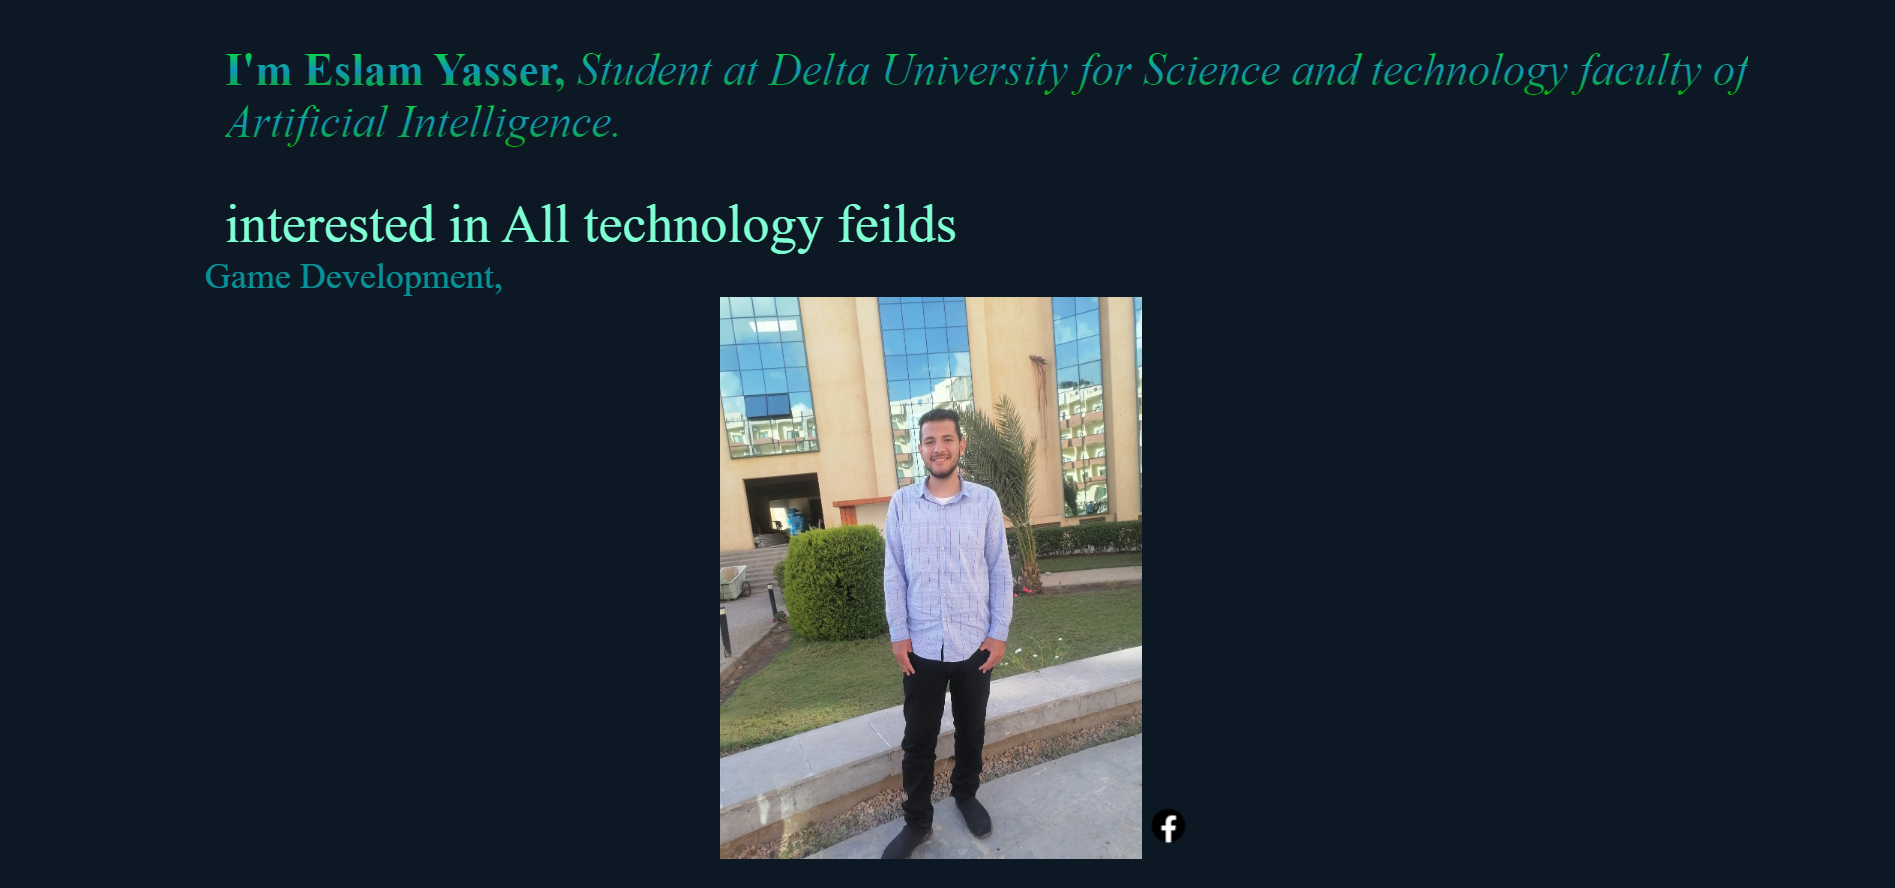 I'm Eslam Yasser, Student at Delta University for Science and technology faculty of
Artificial Intelligence.
interested in All technology feilds
Game Development,